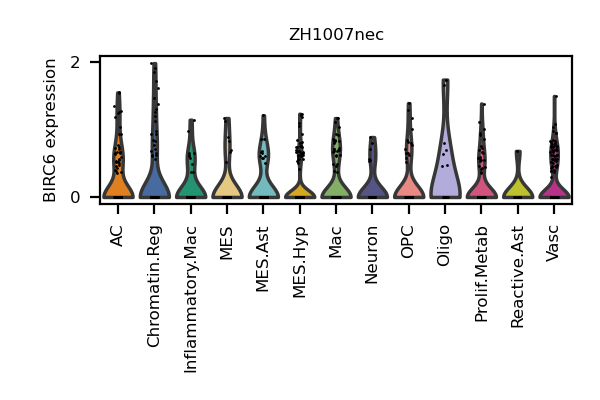 ZH1007nec
BIRC6 expression
2
0
AC
Chromatin.Reg
Inflammatory.Mac
MES
MES.Ast
MES.Hyp
Mac
Neuron
OPC
Oligo
Prolif.Metab
Reactive.Ast
Vasc